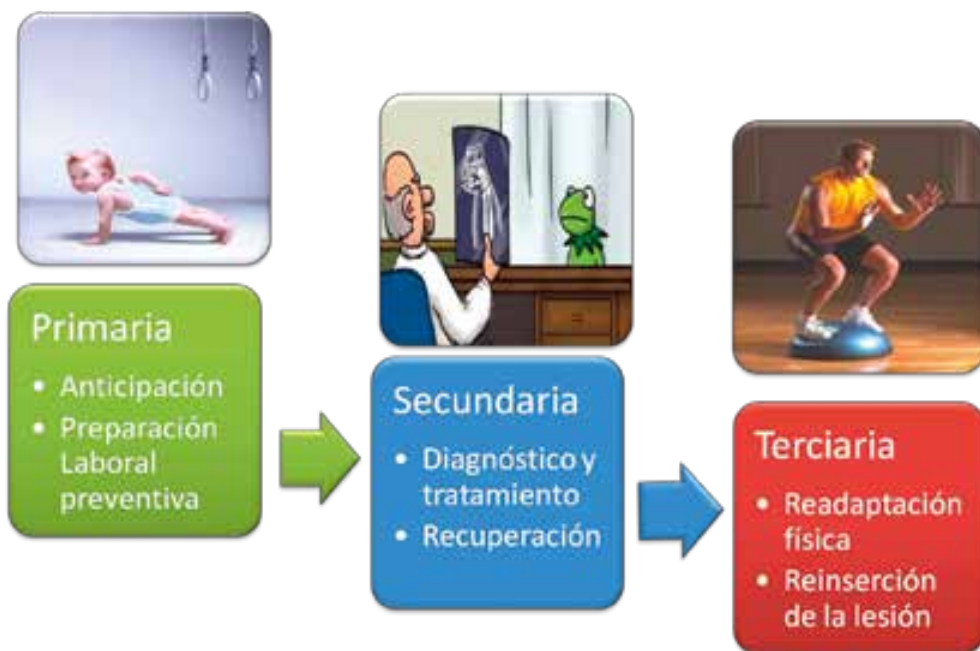 Primaria
• Anticipación
• Preparación
Laboral
preventiva
Secundaria
• Diagnóstico y
tratamiento
• Recuperación
Terciaria
• Readaptación
física
• Reinserción
de la lesión